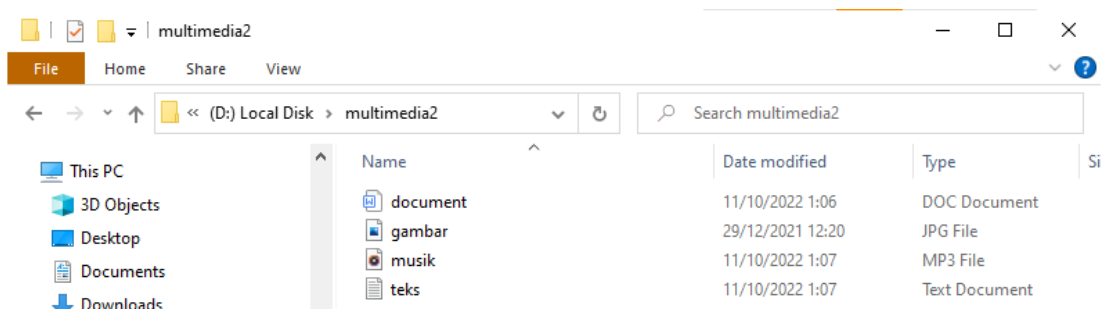 multimedia2
File Home Share View
« (D:) Local Disk › multimedia2 Search multimedia2
Name Date modified Type Si
This PC
3D Objects
Desktop
Documents
Downloads
document 11/10/2022 1:06 DOC Document
gambar 29/12/2021 12:20 JPG File
musik 11/10/2022 1:07 MP3 File
teks 11/10/2022 1:07 Text Document